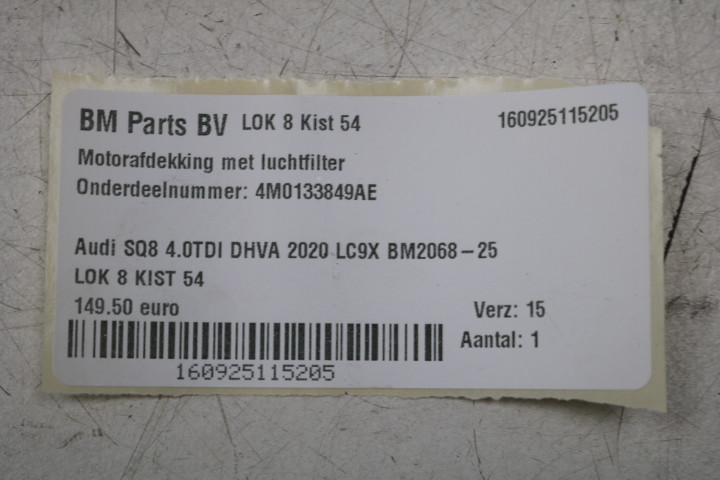 BM Parts BV LOK 8 Kist 54 160925115205
Motorafdekking met luchtfilter
Onderdeelnummer: 4M0133849AE
Audi SQ8 4.0TDI DHVA 2020 LC9X BM2068-25
LOK 8 KIST 54
149.50 euro Verz: 15
Aantal: 1
160925115205